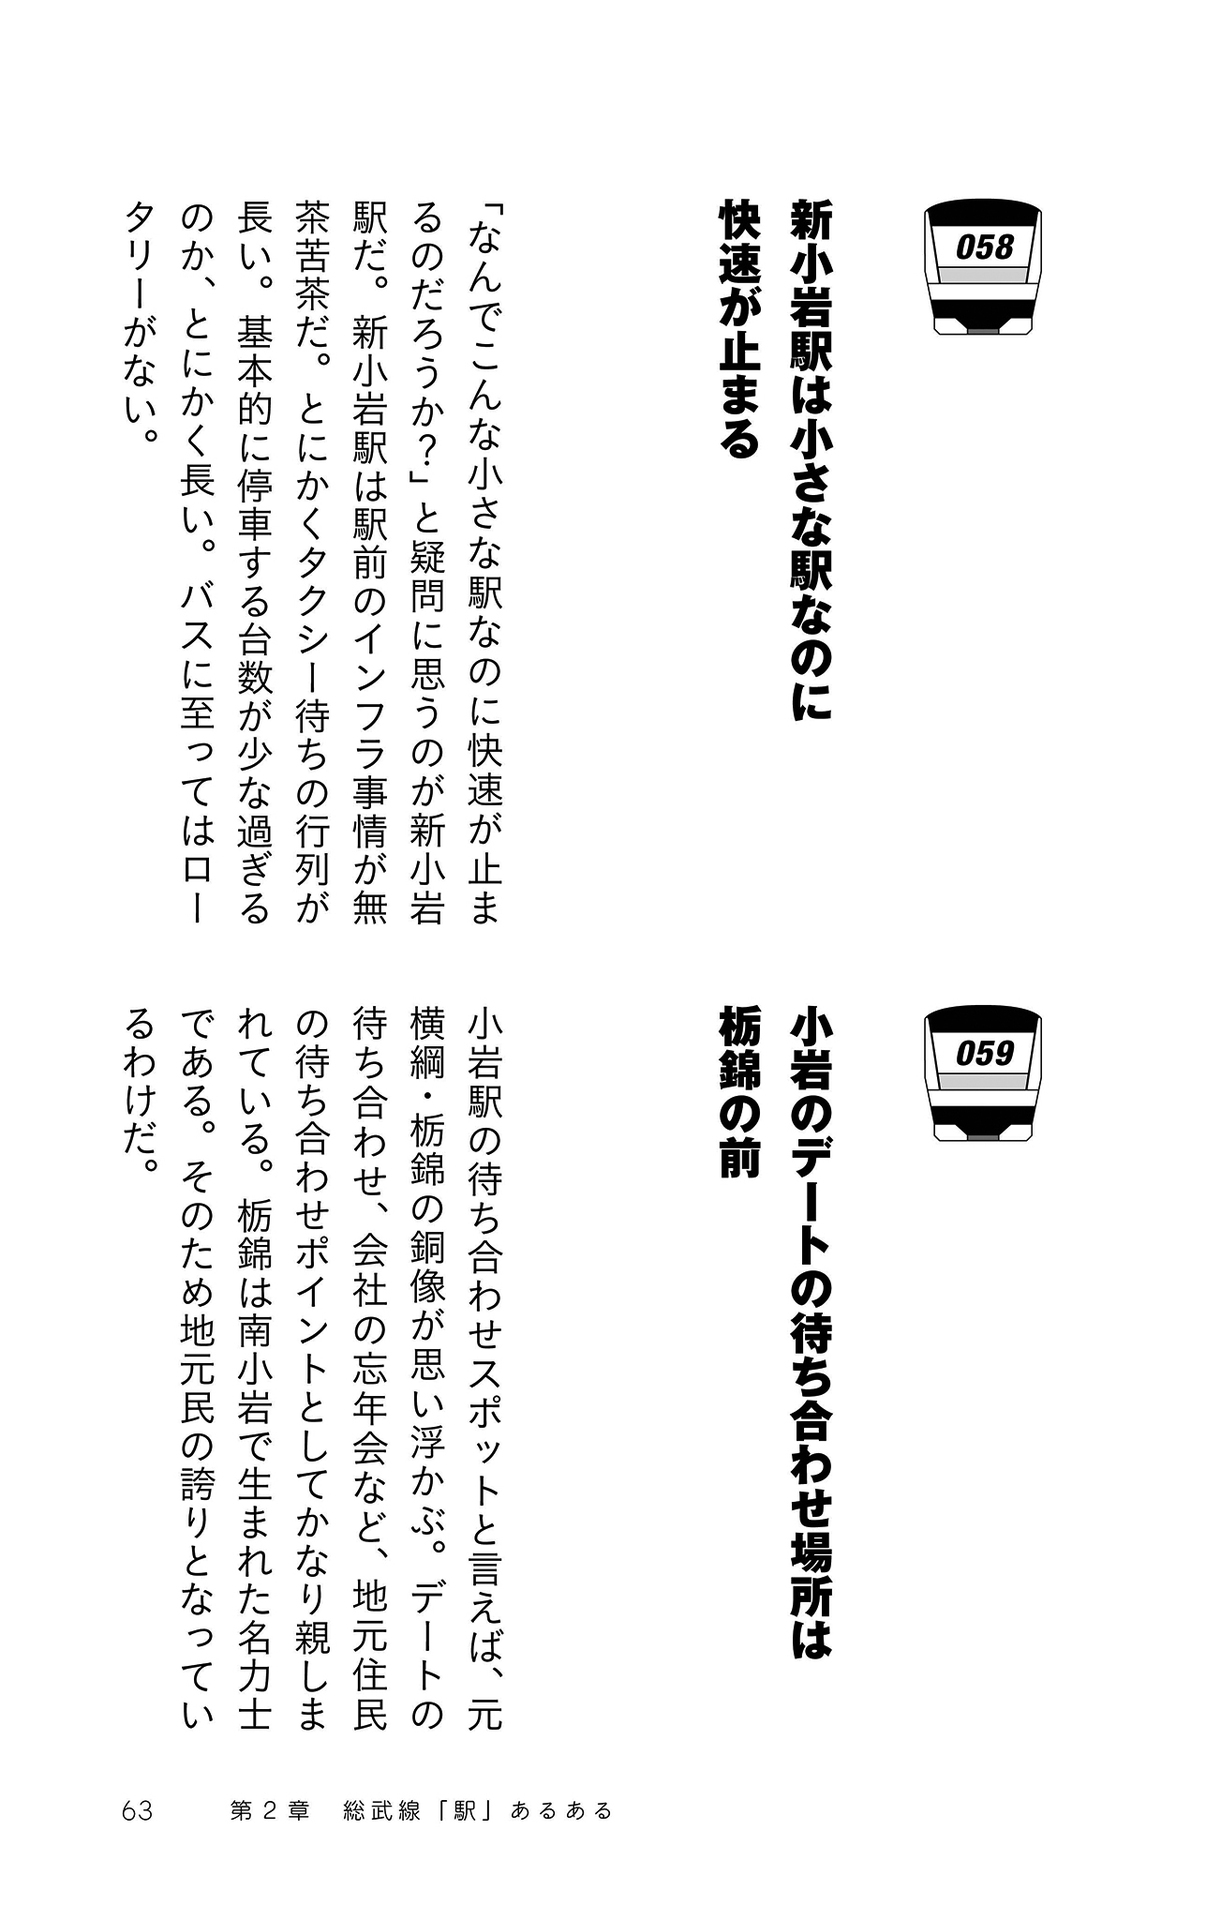 058
新小岩駅は小さな駅なのに
快速が止まる
「なんでこんな小さな駅なのに快速が止ま
るのだろうか？」と疑問に思うのが新小岩
駅だ。新小岩駅は駅前のインフラ事情が無
茶苦茶だ。とにかくタクシー待ちの行列が
長い。基本的に停車する台数が少な過ぎる
のか、とにかく長い。バスに至ってはロー
タリーがない。
059
小岩のデートの待ち合わせ場所は
栃錦の前
小岩駅の待ち合わせスポットと言えば、元
横綱・栃錦の銅像が思い浮かぶ。デートの
待ち合わせ、会社の忘年会など、地元住民
の待ち合わせポイントとしてかなり親しま
れている。栃錦は南小岩で生まれた名力士
である。そのため地元民の誇りとなってい
るわけだ。
63 第2章 総武線「駅」あるある